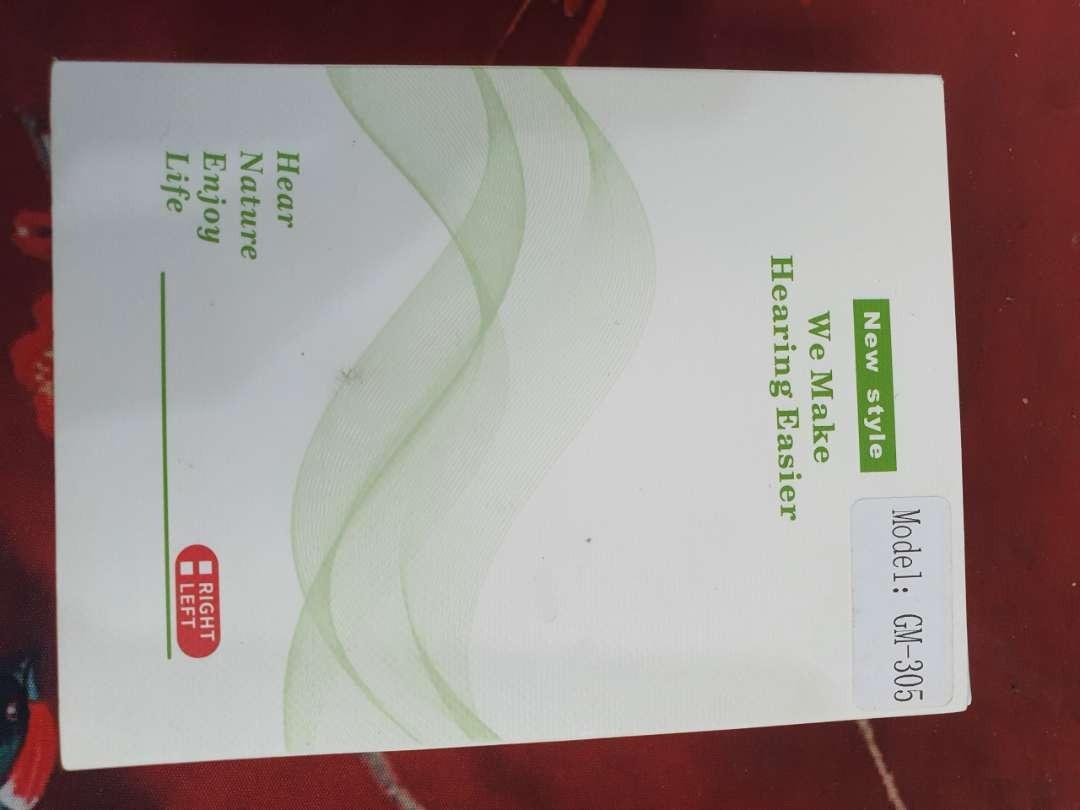 New style
Model: GM-305
We Make
Hearing Easier
Hear
Nature
Enjoy
Life
RIGHT
LEFT